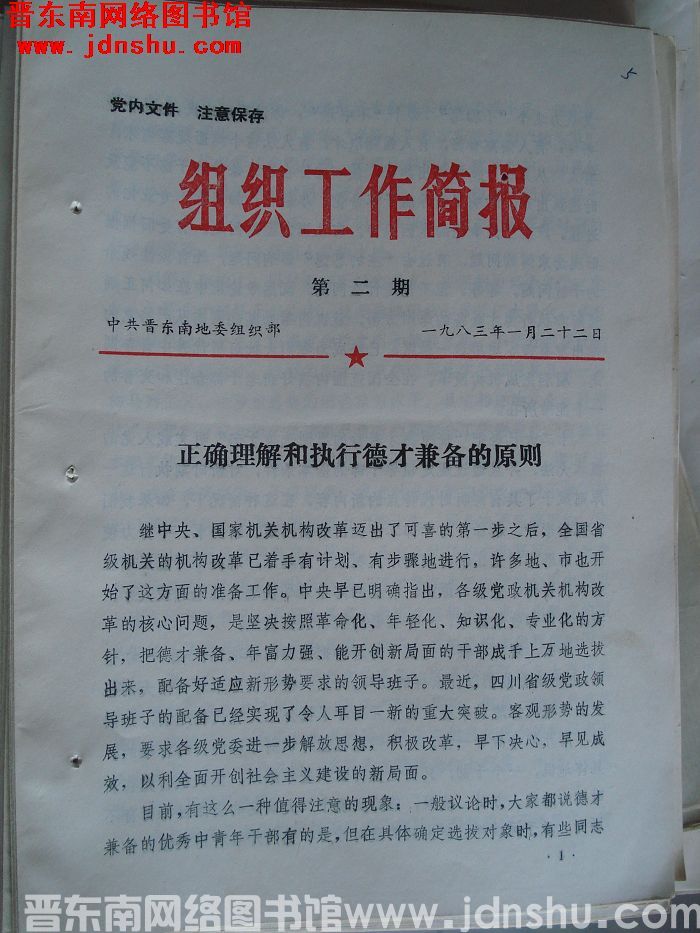 晋东南网络图书馆
www.jdnshu.com
5
党内文件 注意保存
组织工作简报
第二期
中共晋东南地委组织部 一九八三年一月二十二日
正确理解和执行德才兼备的原则
继中央、国家机关机构改革迈出了可喜的第一步之后，全国省
级机关的机构改革已着手有计划、有步骤地进行，许多地、市也开
始了这方面的准备工作。中央早已明确指出，各级党政机关机构改
革的核心问题，是坚决按照革命化、年轻化、知识化、专业化的方
针，把德才兼备、年富力强、能开创新局面的干部成千上万地选拔
出来，配备好适应新形势要求的领导班子。最近，四川省级党政领
导班子的配备已经实现了令人耳目一新的重大突破。客观形势的发
展，要求各级党委进一步解放思想，积极改革，早下决心，早见成
效，以利全面开创社会主义建设的新局面。
目前，有这么一种值得注意的现象：一般议论时，大家都说德才
兼备的优秀中青年干部有的是，但在具体确定选拔对象时，有些同志
·1·
晋东南网络图书馆www.jdnshu.com